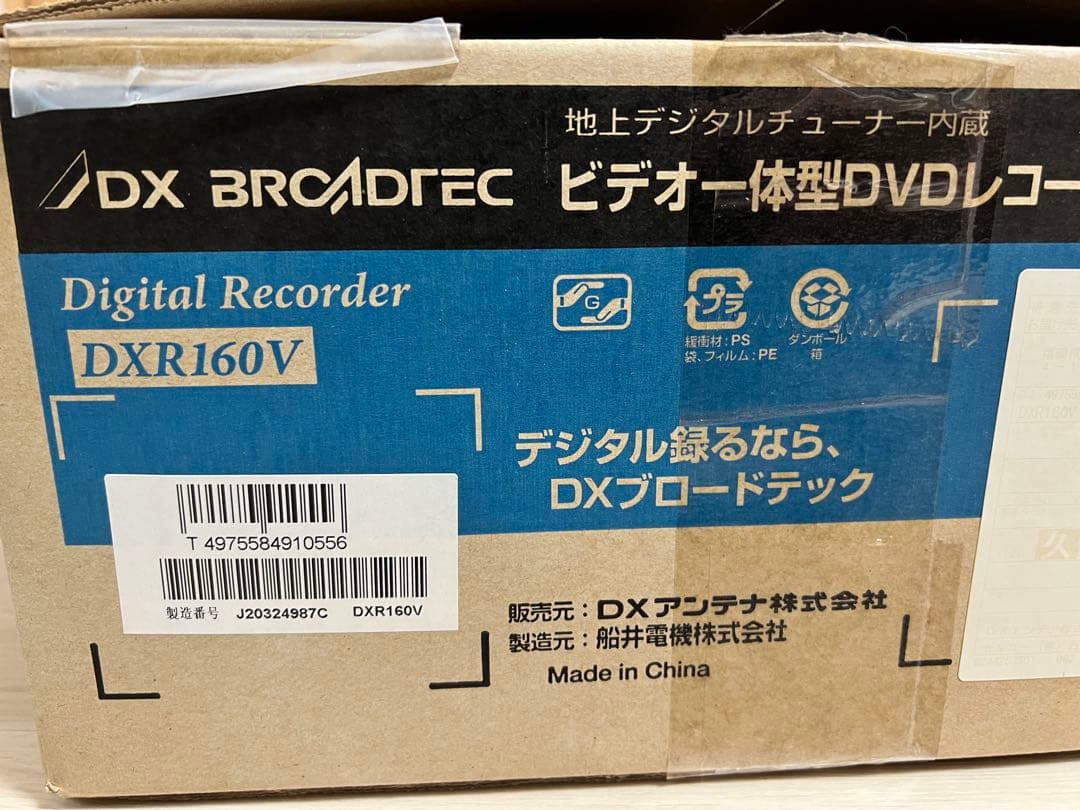 地上デジタルチューナー内蔵
DX BROADTEC
ビデオ一体型DVDレコー
Digital Recorder
DXR160V
G
プラ
緩衝材：PS
袋、フィルム：PE
ダンボール
箱
デジタル録るなら、
DXブロードテック
T 4975584910556
製造番号 J20324987C DXR160V
販売元：DXアンテナ株式会社
製造元：船井電機株式会社
Made in China
久